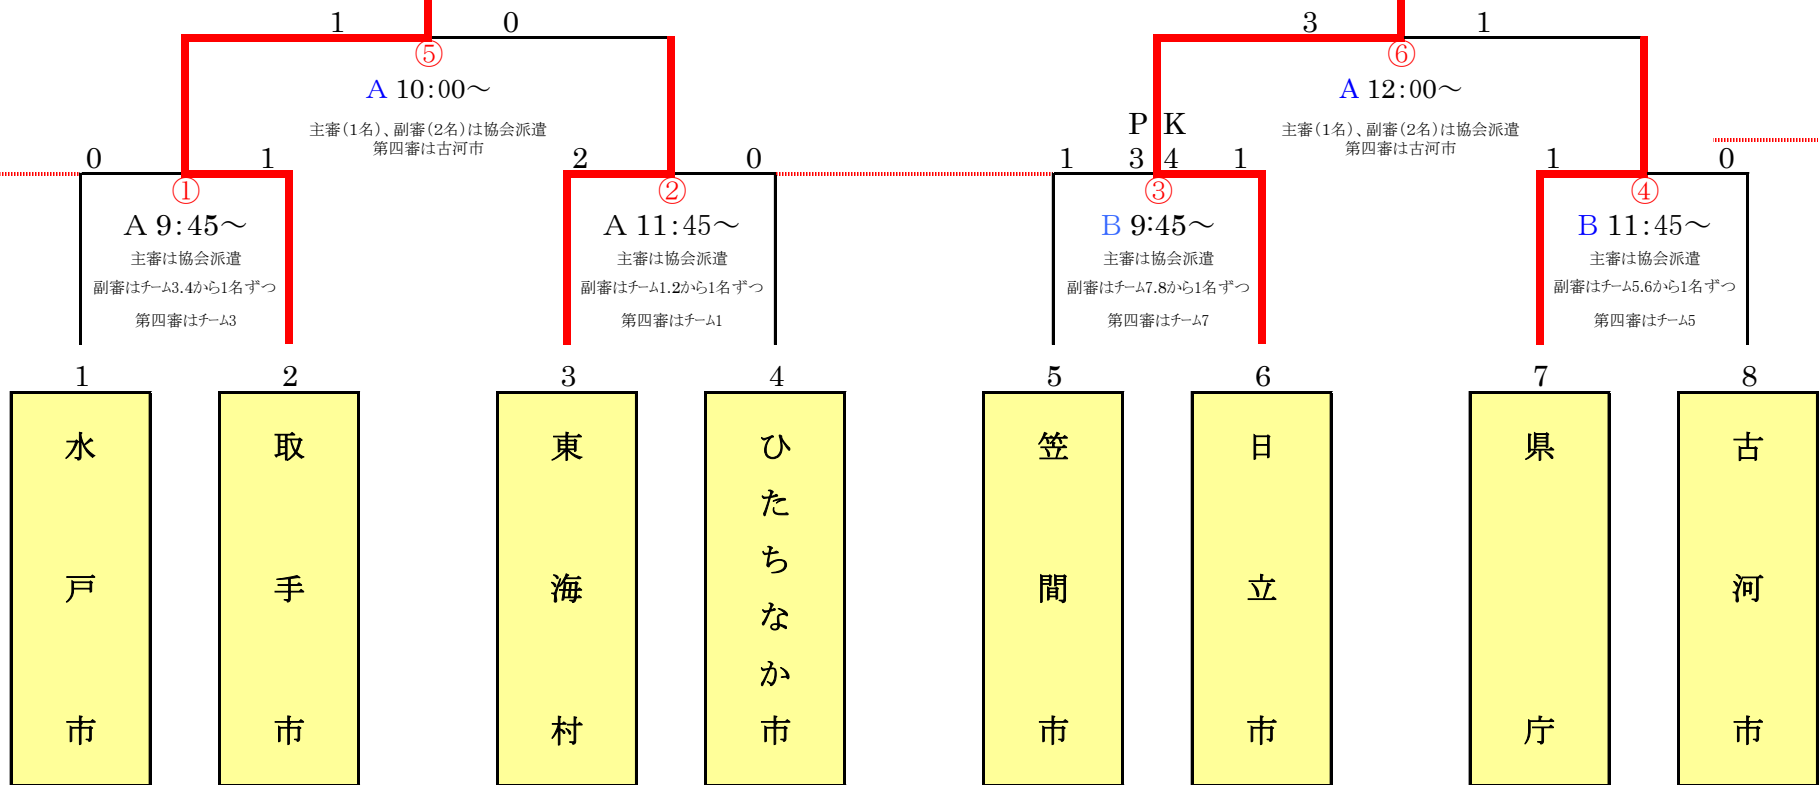 1 0 3 1
⑤ ⑥
A 10:00～ A 12:00～
主審(1名)、副審(2名)は協会派遣 主審(1名)、副審(2名)は協会派遣
第四審は古河市 第四審は古河市
P K
0 1 2 0 1 3 4 1 1 0
① ② ③ ④
A 9:45～ A 11:45～ B 9:45～ B 11:45～
主審は協会派遣 主審は協会派遣 主審は協会派遣 主審は協会派遣
副審はチーム3.4から1名ずつ 副審はチーム1.2から1名ずつ 副審はチーム7.8から1名ずつ 副審はチーム5.6から1名ずつ
第四審はチーム3 第四審はチーム1 第四審はチーム7 第四審はチーム5
1 2 3 4 5 6 7 8
水戸市
取手市
東海村
ひたちなか市
笠間市
日立市
県庁
古河市